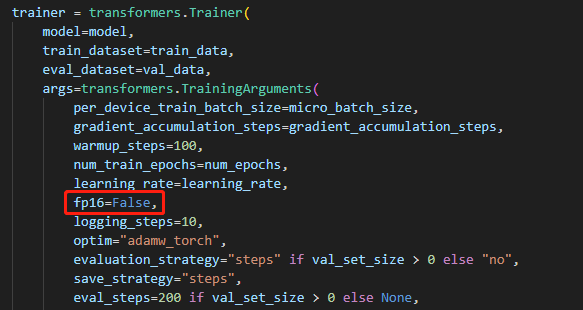 trainer = transformers.Trainer(
model=model,
train_dataset=train_data,
eval_dataset=val_data,
args=transformers.TrainingArguments(
per_device_train_batch_size=micro_batch_size,
gradient_accumulation_steps=gradient_accumulation_steps,
warmup_steps=100,
num_train_epochs=num_epochs,
learning_rate=learning_rate,
fp16=False,
logging_steps=10,
optim="adamw_torch",
evaluation_strategy="steps" if val_set_size > 0 else "no",
save_strategy="steps",
eval_steps=200 if val_set_size > 0 else None,